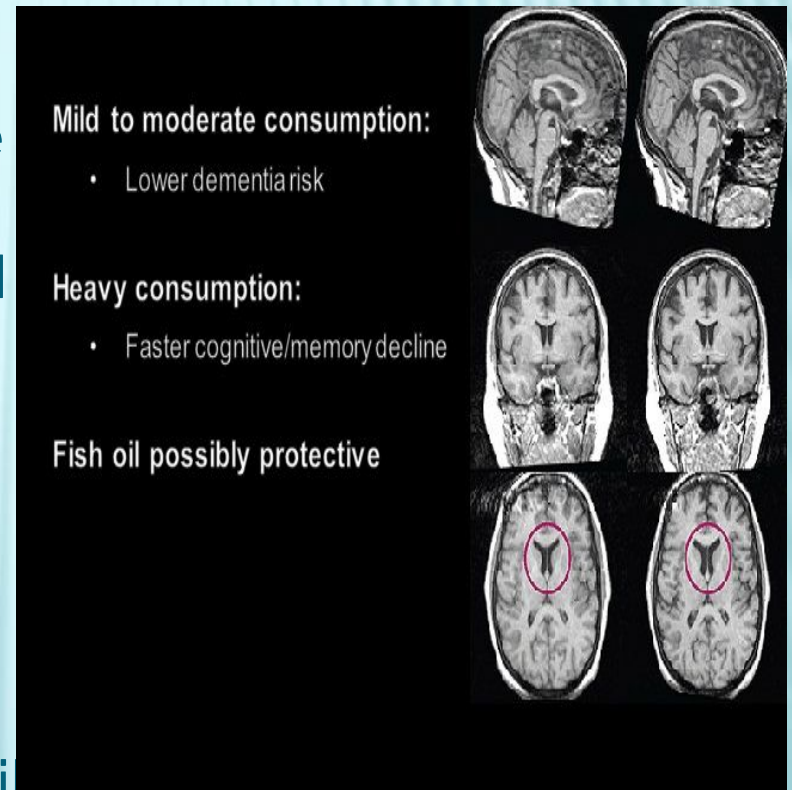 Mild to moderate consumption:
• Lower dementia risk
Heavy consumption:
• Faster cognitive/memory decline
Fish oil possibly protective